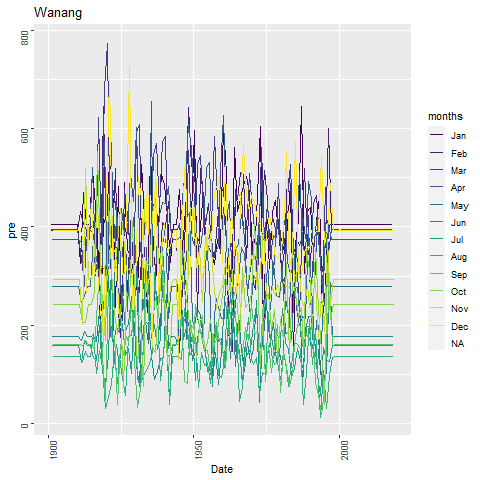 Wanang
800
600
400
200
0
pre
1900
1950
2000
Date
months
Jan
Feb
Mar
Apr
May
Jun
Jul
Aug
Sep
Oct
Nov
Dec
NA